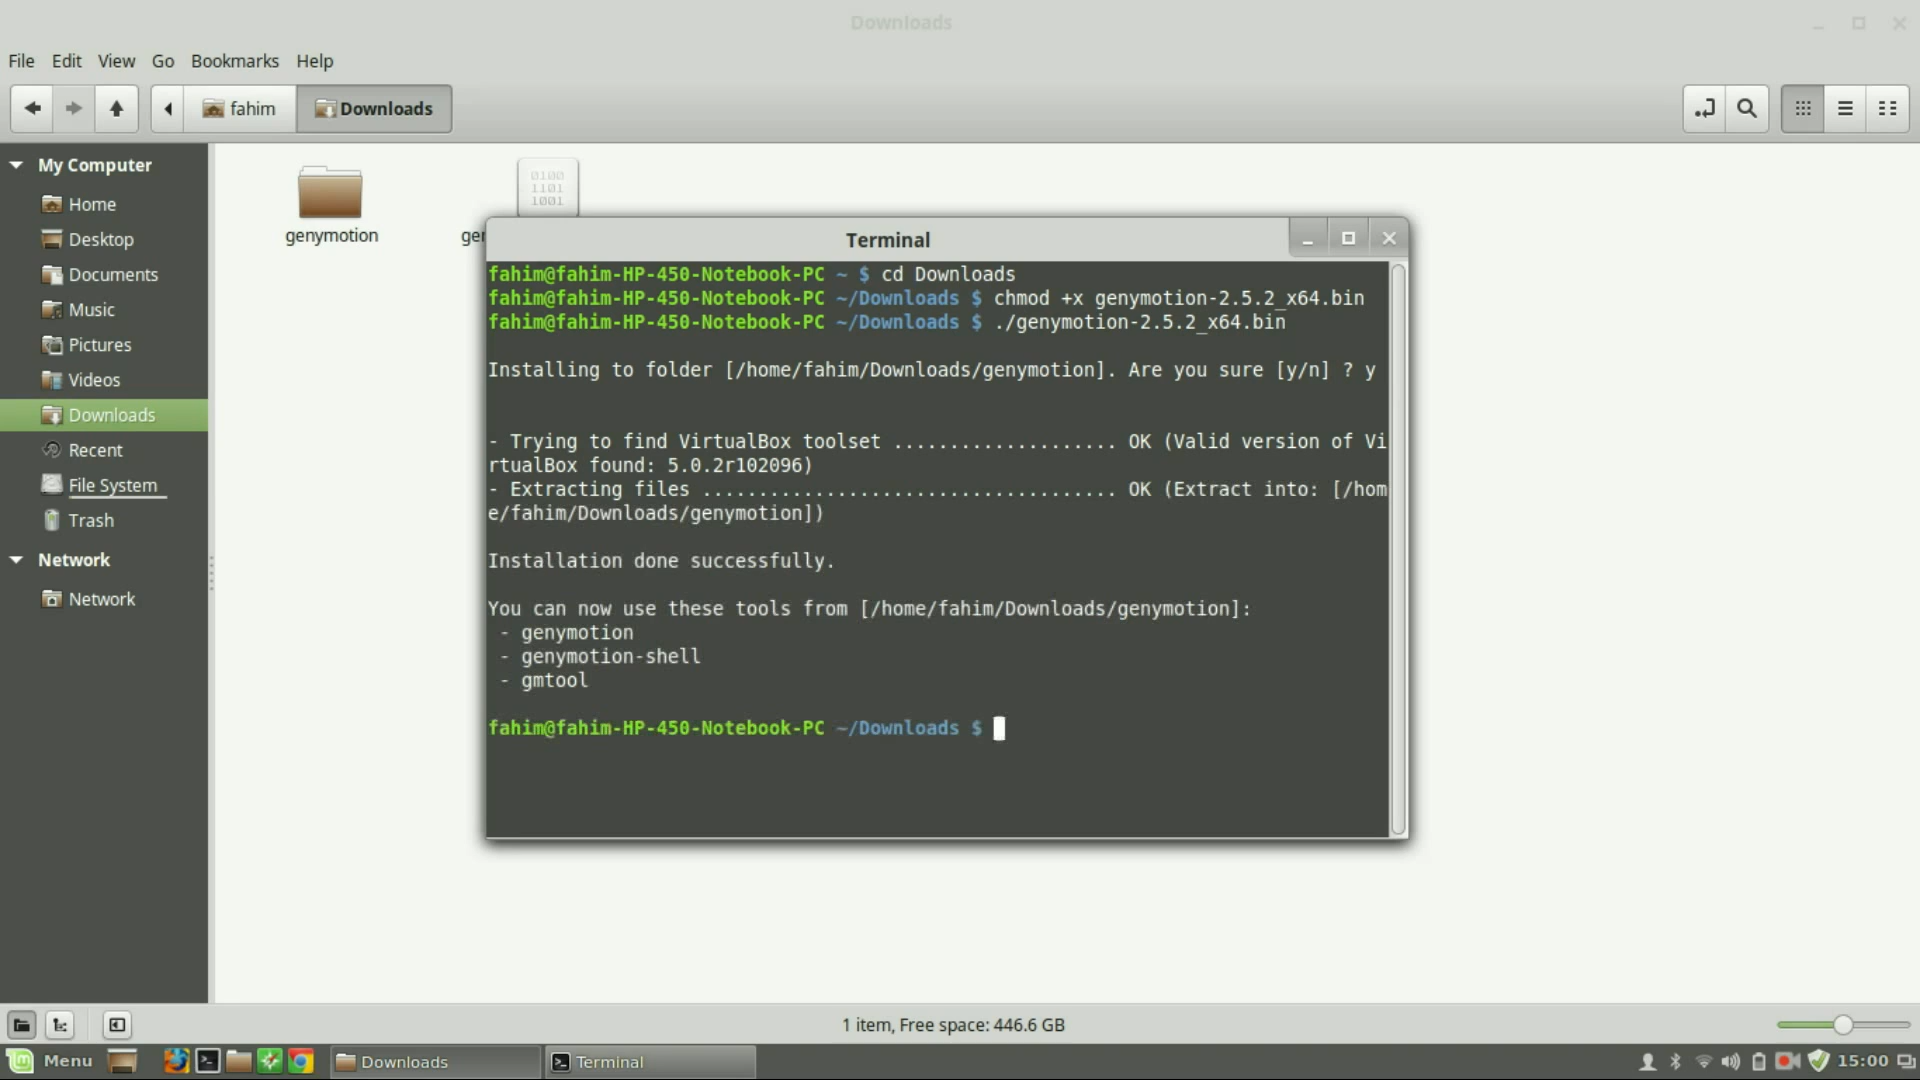 Downloads
File Edit View Go Bookmarks Help
fahim Downloads
My Computer
Home
Desktop
Documents
Music
Pictures
Videos
Downloads
Recent
File System
Trash
Network
Network
genymotion
0100
1101
1001
ger
Terminal
fahim@fahim-HP-450-Notebook-PC ~ $ cd Downloads
fahim@fahim-HP-450-Notebook-PC ~/Downloads $ chmod +x genymotion-2.5.2_x64.bin
fahim@fahim-HP-450-Notebook-PC ~/Downloads $ ./genymotion-2.5.2_x64.bin
Installing to folder [/home/fahim/Downloads/genymotion]. Are you sure [y/n] ? y
- Trying to find VirtualBox toolset .................... OK (Valid version of Vi
rtualBox found: 5.0.2r102096)
- Extracting files ..................................... OK (Extract into: [/hom
e/fahim/Downloads/genymotion])
Installation done successfully.
You can now use these tools from [/home/fahim/Downloads/genymotion]:
- genymotion
- genymotion-shell
- gmtool
fahim@fahim-HP-450-Notebook-PC ~/Downloads $
1 item, Free space: 446.6 GB
Menu Downloads Terminal 15:00